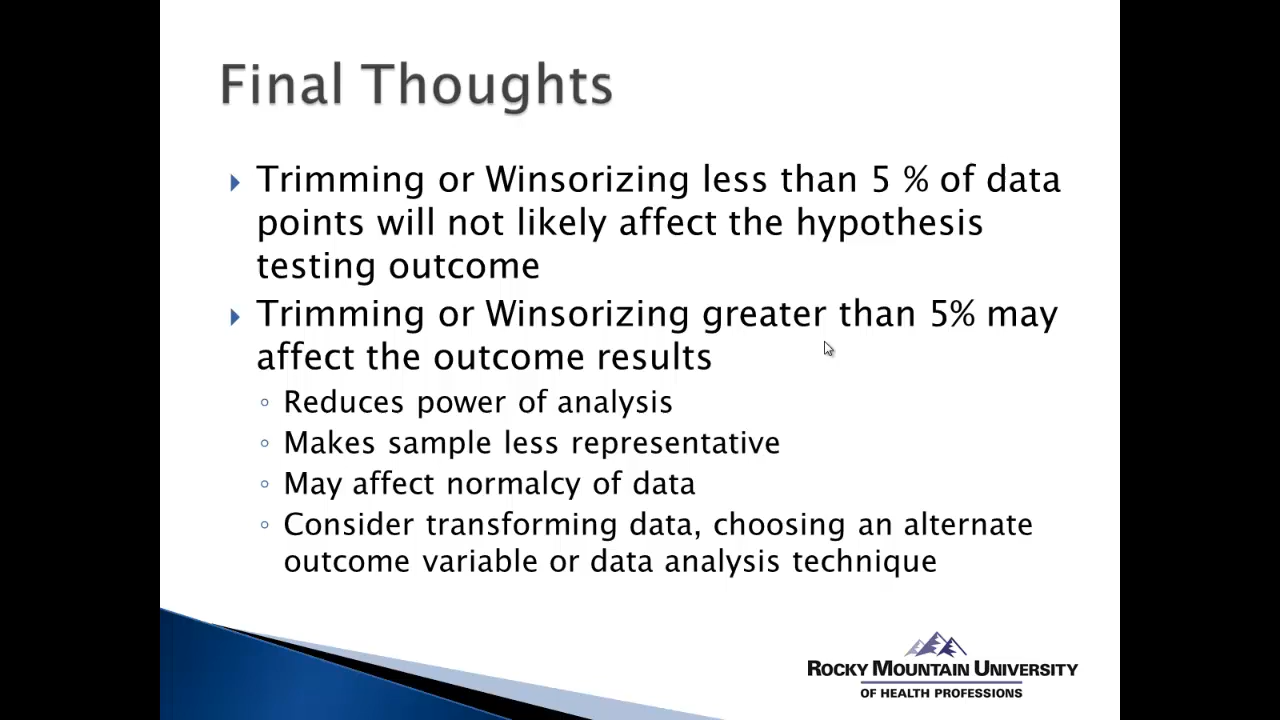 Final Thoughts
Trimming or Winsorizing less than 5 % of data
points will not likely affect the hypothesis
testing outcome
Trimming or Winsorizing greater than 5% may
affect the outcome results
Reduces power of analysis
Makes sample less representative
May affect normalcy of data
Consider transforming data, choosing an alternate
outcome variable or data analysis technique
ROCKY MOUNTAIN UNIVERSITY
OF HEALTH PROFESSIONS